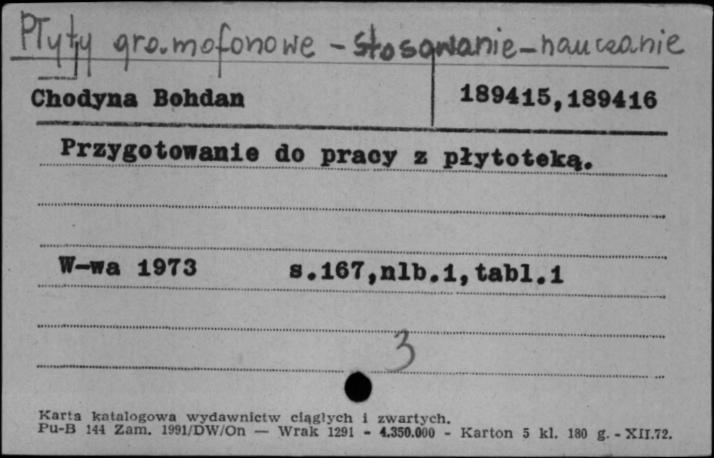 Płyty gramofonowe - stosowanie - nauczanie
Chodyna Bohdan 189415,189416
Przygotowanie do pracy z płytoteką.
W-wa 1973 s.167,nlb.1,tabl.1
3
Karta katalogowa wydawnictw ciągłych i zwartych.
Pu-B 144 Zam. 1991/DW/On — Wrak 1291 - 4.350.000 - Karton 5 kl. 180 g. - XII.72.